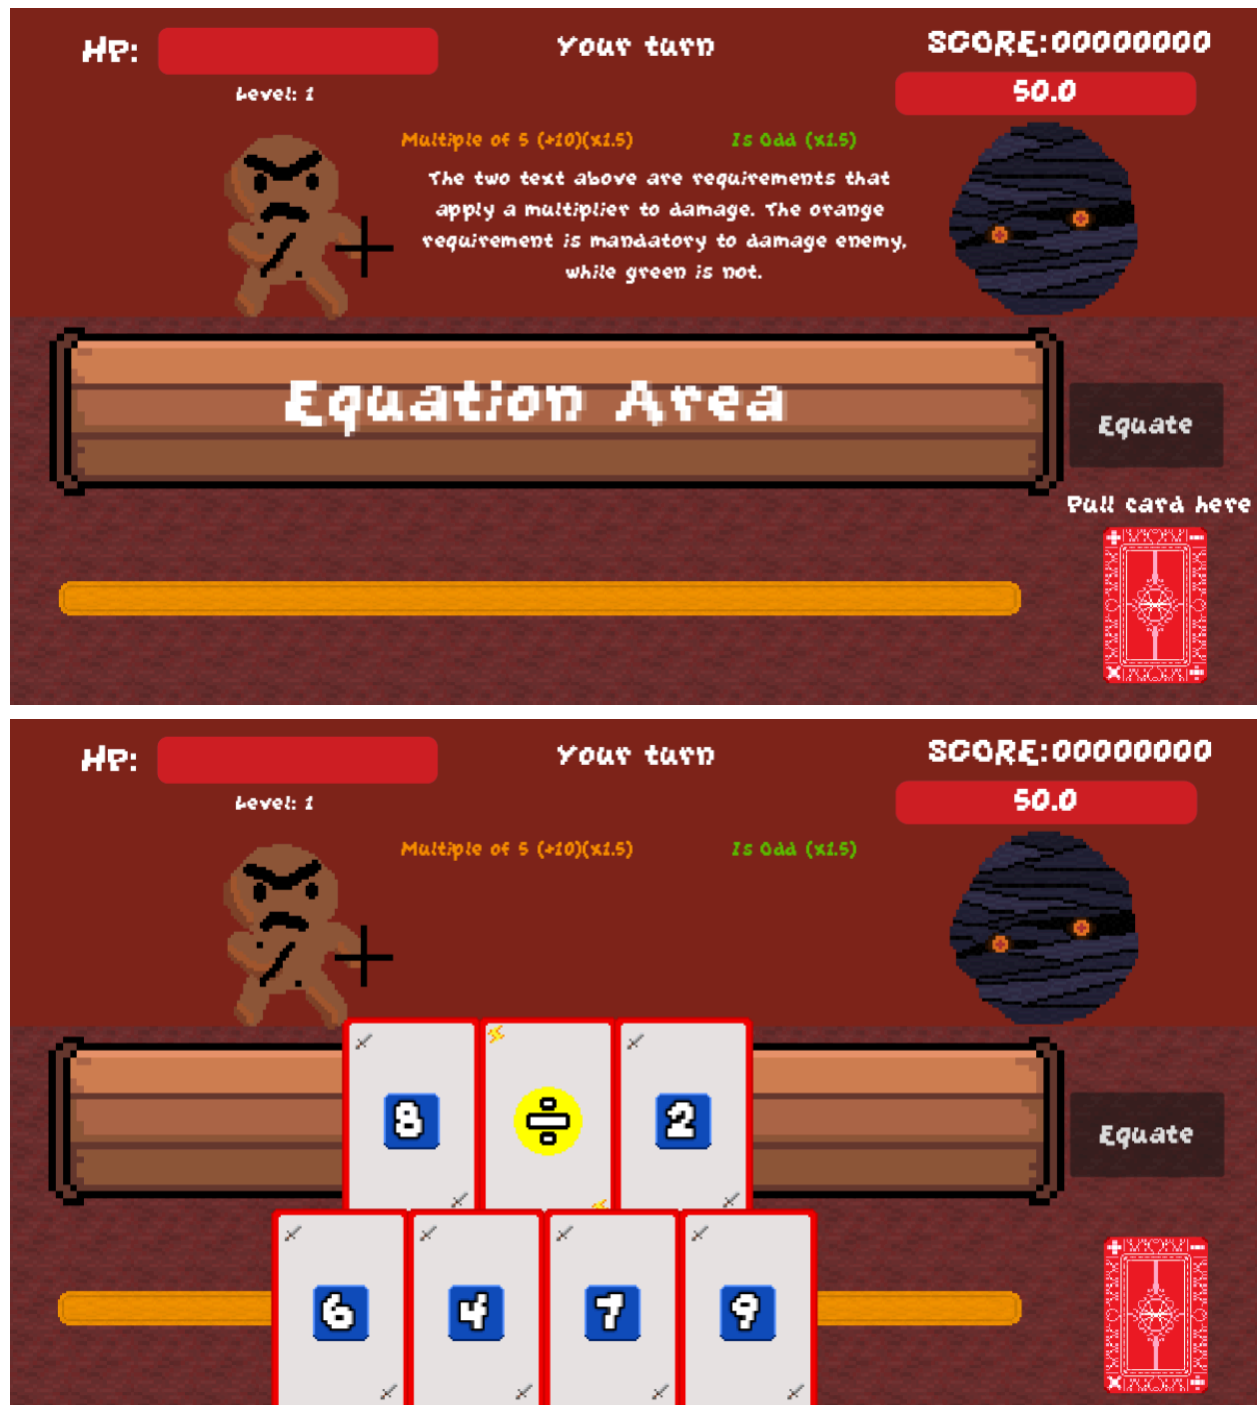 HP:
Your turn
SCORE:00000000
Level: 1
50.0
Multiple of 5 (+10)(x1.5)
Is Odd (x1.5)
The two text above are requirements that
apply a multiplier to damage. The orange
requirement is mandatory to damage enemy,
while green is not.
Equation Area
Equate
Pull card here
HP:
Your turn
SCORE:00000000
Level: 1
50.0
Multiple of 5 (+10)(x1.5)
Is Odd (x1.5)
8 ÷ 2
Equate
6 4 7 9